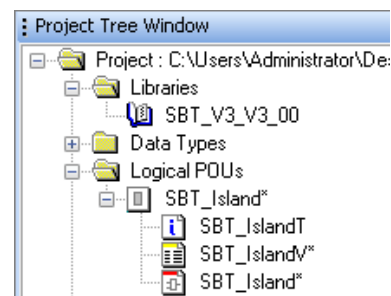 Project Tree Window
Project : C:\Users\Administrator\De
Libraries
SBT_V3_V3_00
Data Types
Logical POUs
SBT_Island*
SBT_IslandT
SBT_IslandV*
SBT_Island*